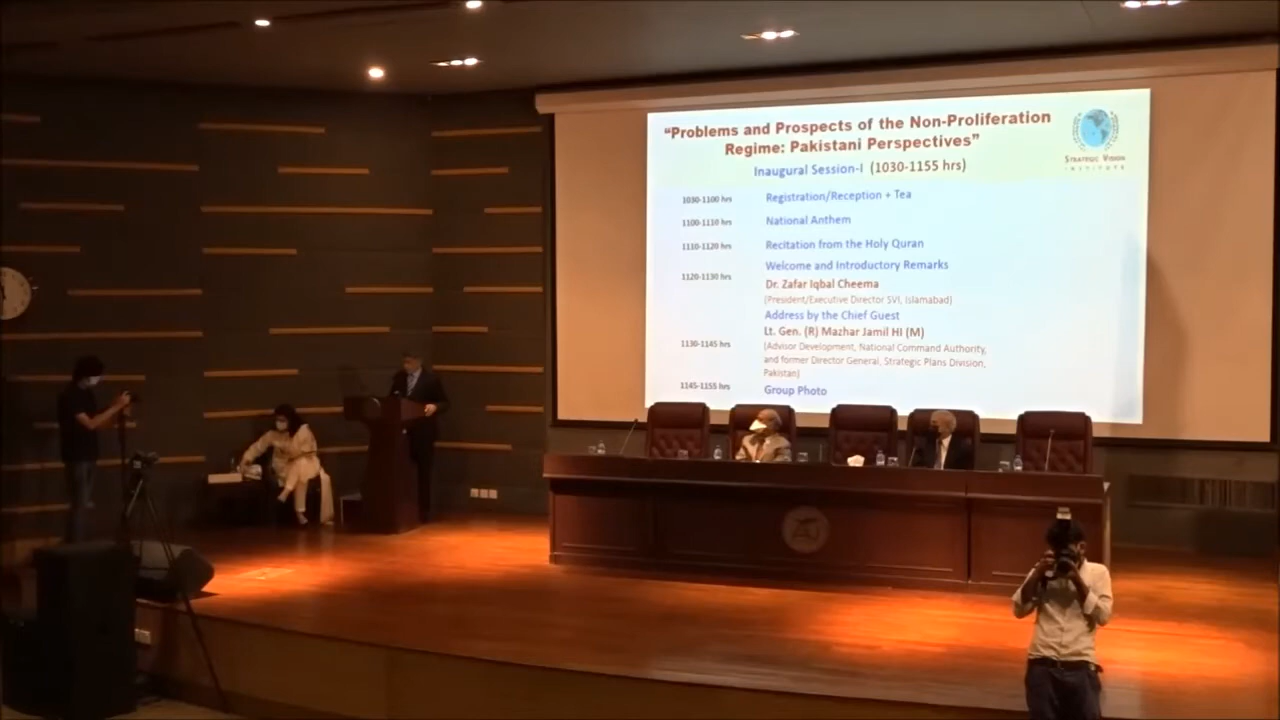 “Problems and Prospects of the Non-Proliferation
Regime: Pakistani Perspectives”
STRATEGIC VISION
INSTITUTE
Inaugural Session-I (1030-1155 hrs)
1030-1100 hrs Registration/Reception + Tea
1100-1110 hrs National Anthem
1110-1120 hrs Recitation from the Holy Quran
1120-1130 hrs Welcome and Introductory Remarks
Dr. Zafar Iqbal Cheema
(President/Executive Director SVI, Islamabad)
Address by the Chief Guest
Lt. Gen. (R) Mazhar Jamil HI (M)
1130-1145 hrs (Advisor Development, National Command Authority,
and former Director General, Strategic Plans Division,
Pakistan)
1145-1155 hrs Group Photo